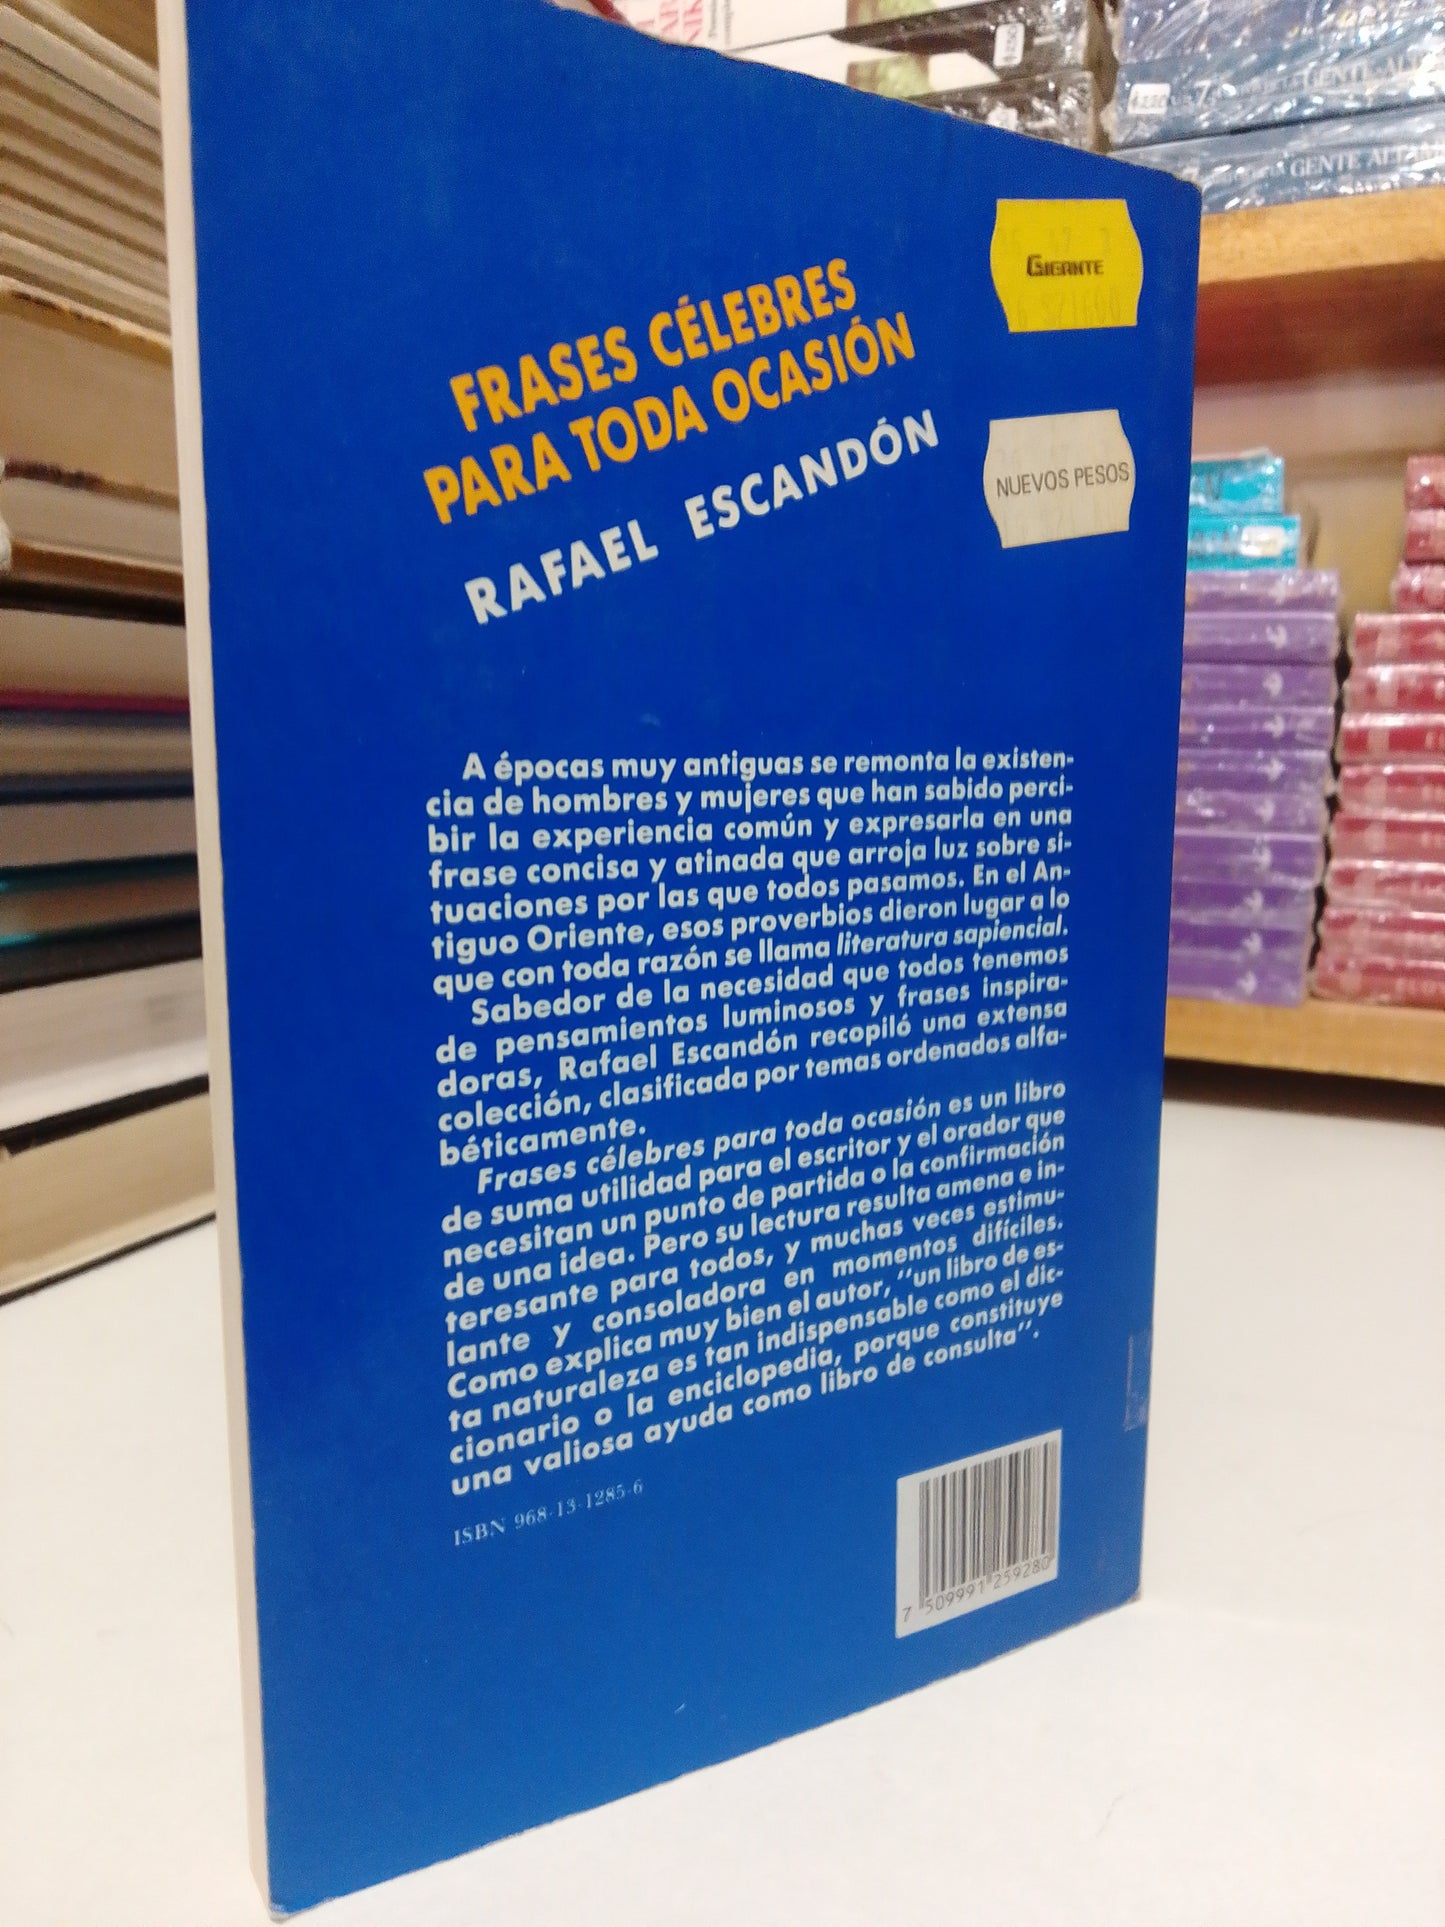 GENTE ALTA
GENTE ALTAM
GIGANTE
NUEVOS PESOS
FRASES CÉLEBRES
PARA TODA OCASIÓN
RAFAEL ESCANDÓN
A épocas muy antiguas se remonta la existen-
cia de hombres y mujeres que han sabido perci-
bir la experiencia común y expresarla en una
frase concisa y atinada que arroja luz sobre si-
tuaciones por las que todos pasamos. En el An-
tiguo Oriente, esos proverbios dieron lugar a lo
que con toda razón se llama literatura sapiencial.
Sabedor de la necesidad que todos tenemos
de pensamientos luminosos y frases inspira-
doras, Rafael Escandón recopiló una extensa
colección, clasificada por temas ordenados alfa-
béticamente.
Frases célebres para toda ocasión es un libro
de suma utilidad para el escritor y el orador que
necesitan un punto de partida o la confirmación
de una idea. Pero su lectura resulta amena e in-
teresante para todos, y muchas veces estimu-
lante y consoladora en momentos difíciles.
Como explica muy bien el autor, "un libro de es-
ta naturaleza es tan indispensable como el dic-
cionario o la enciclopedia, porque constituye
una valiosa ayuda como libro de consulta".
ISBN 968-13-1285-6
7 509991 259280